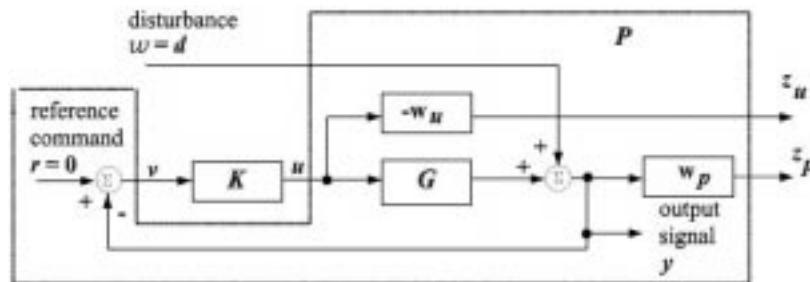 disturbance
w = d
P
reference
command
r = 0
Σ
+
-
v
K
u
-w_u
z_u
G
+
+
Σ
w_p
z_p
output
signal
y